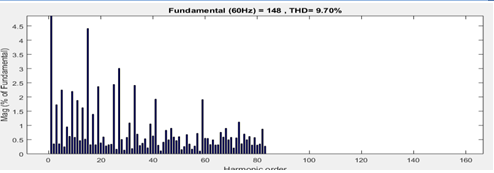 Fundamental (60Hz) = 148 , THD= 9.70%
Mag (% of Fundamental)
4.5
4
3.5
3
2.5
2
1.5
1
0.5
0
0 20 40 60 80 100 120 140 160
Harmonic order